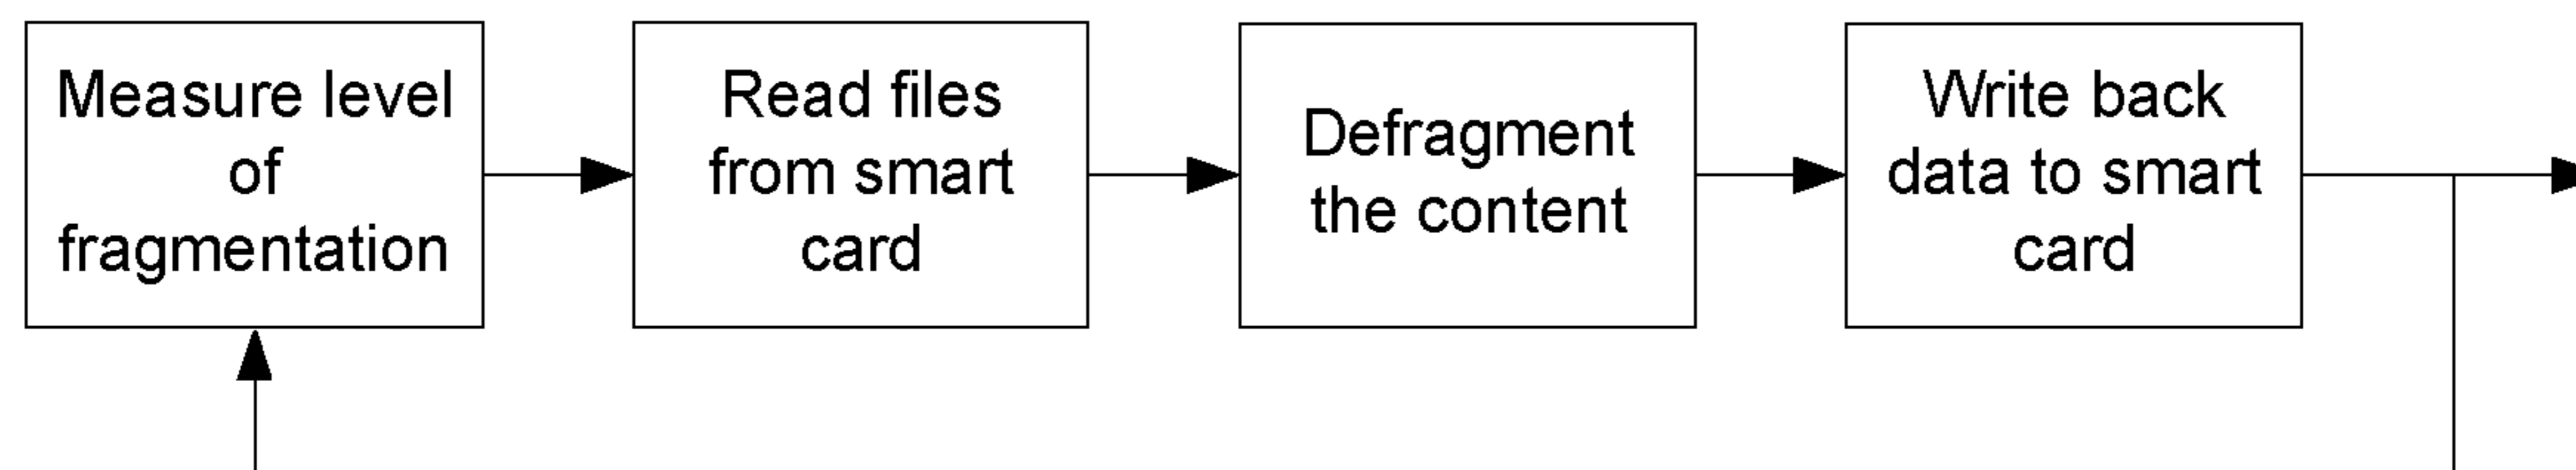 Measure level
of
fragmentation
Read files
from smart
card
Defragment
the content
Write back
data to smart
card